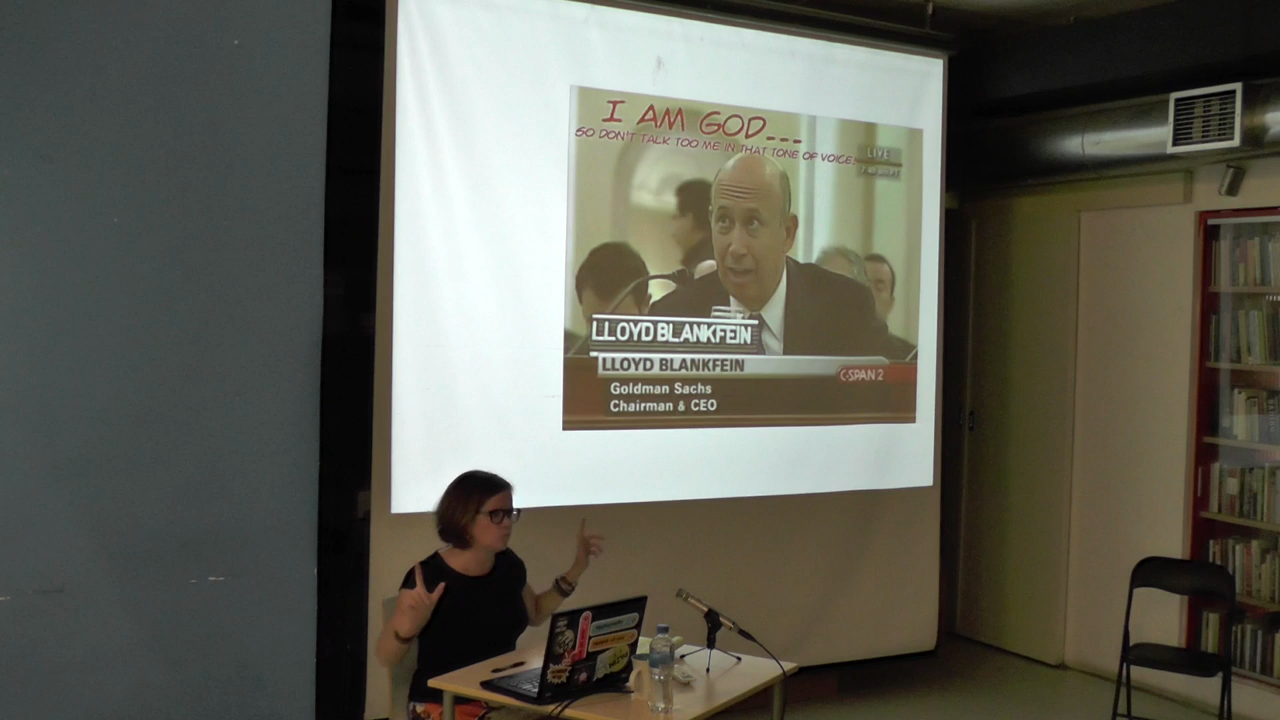 I AM GOD...
SO DON'T TALK TOO ME IN THAT TONE OF VOICE!
LIVE
LLOYD BLANKFEIN
LLOYD BLANKFEIN
C-SPAN 2
Goldman Sachs
Chairman & CEO